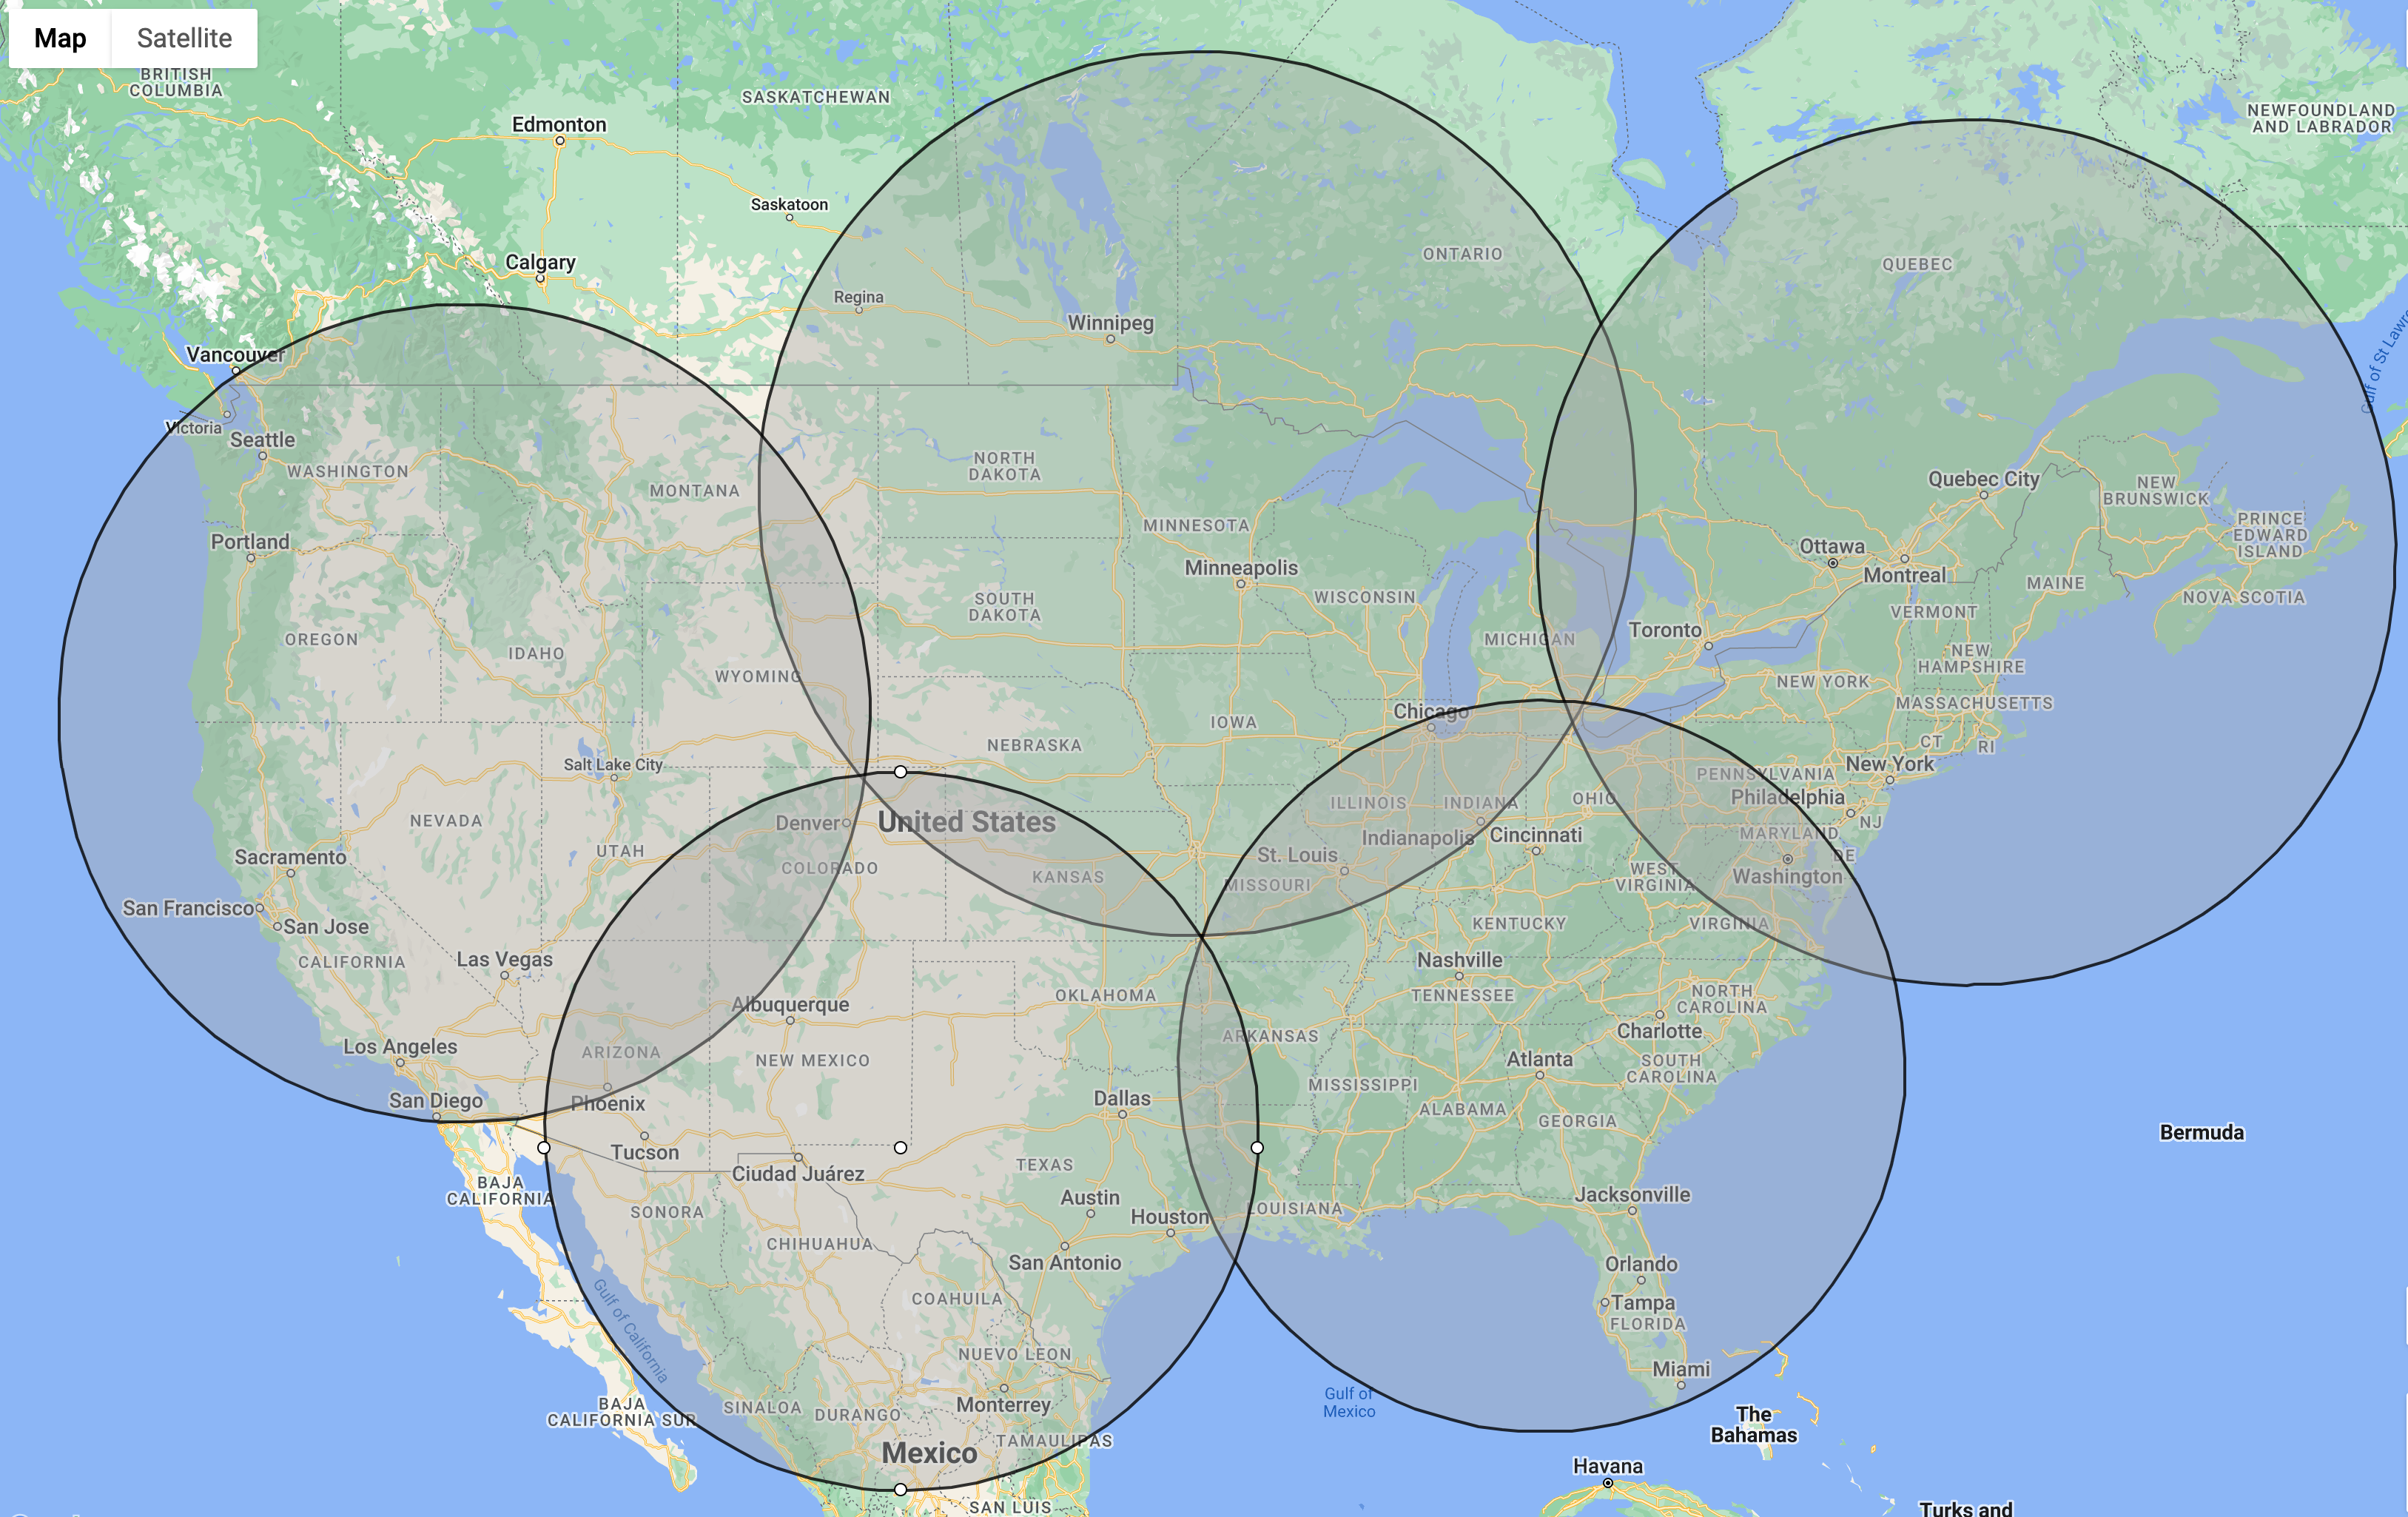 Map Satellite
BRITISH
COLUMBIA
SASKATCHEWAN
NEWFOUNDLAND
AND LABRADOR
Edmonton
Saskatoon
ONTARIO
QUEBEC
Calgary
Regina
Winnipeg
Gulf of St Lawr
Vancouver
Victoria
Seattle
WASHINGTON
MONTANA
NORTH
DAKOTA
Quebec City
NEW
BRUNSWICK
PRINCE
EDWARD
ISLAND
Portland
MINNESOTA
Minneapolis
Ottawa
Montreal
MAINE
NOVA SCOTIA
SOUTH
DAKOTA
WISCONSIN
VERMONT
OREGON
IDAHO
MICHIGAN
Toronto
NEW
HAMPSHIRE
WYOMING
NEW YORK
MASSACHUSETTS
Chicago
IOWA
NEBRASKA
CT
RI
Salt Lake City
New York
PENNSYLVANIA
Philadelphia
NJ
NEVADA
Denver
United States
ILLINOIS
INDIANA
OHIO
Indianapolis
Cincinnati
MARYLAND
DE
Sacramento
UTAH
COLORADO
KANSAS
St. Louis
MISSOURI
WEST
VIRGINIA
Washington
San Francisco
San Jose
KENTUCKY
VIRGINIA
CALIFORNIA
Las Vegas
Nashville
Albuquerque
OKLAHOMA
TENNESSEE
NORTH
CAROLINA
Charlotte
Los Angeles
ARIZONA
NEW MEXICO
ARKANSAS
Atlanta
SOUTH
CAROLINA
San Diego
Phoenix
Dallas
MISSISSIPPI
ALABAMA
GEORGIA
Bermuda
Tucson
Ciudad Juárez
TEXAS
BAJA
CALIFORNIA
SONORA
Austin
Houston
LOUISIANA
Jacksonville
CHIHUAHUA
San Antonio
Orlando
Gulf of California
COAHUILA
Tampa
FLORIDA
NUEVO LEON
Miami
BAJA
CALIFORNIA SUR
SINALOA
DURANGO
Monterrey
Gulf of
Mexico
The
Bahamas
Mexico
TAMAULIPAS
Havana
SAN LUIS
Turks and